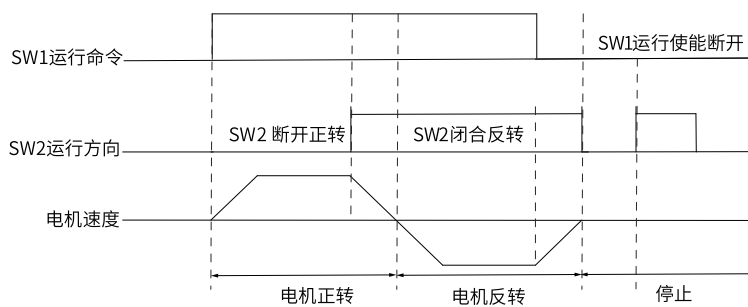 SW1运行使能断开
SW1运行命令
SW2 断开正转
SW2闭合反转
SW2运行方向
电机速度
电机正转
电机反转
停止